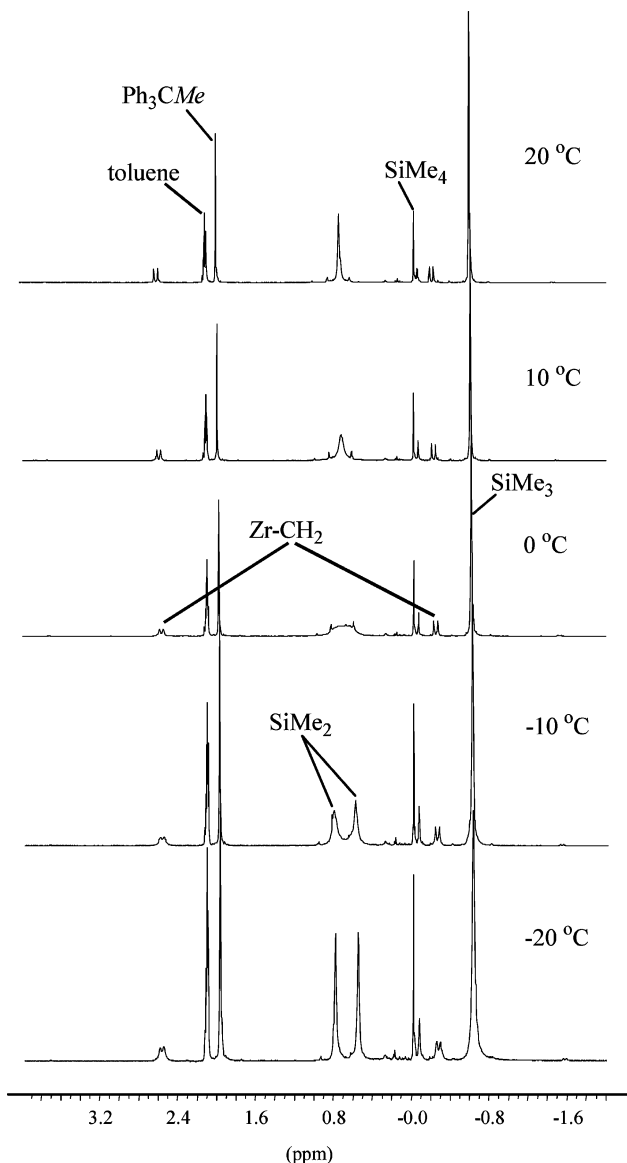 Ph₃CMe
toluene
SiMe₄
20 °C
10 °C
SiMe₃
Zr-CH₂
0 °C
SiMe₂
-10 °C
-20 °C
3.2 2.4 1.6 0.8 -0.0 -0.8 -1.6
(ppm)